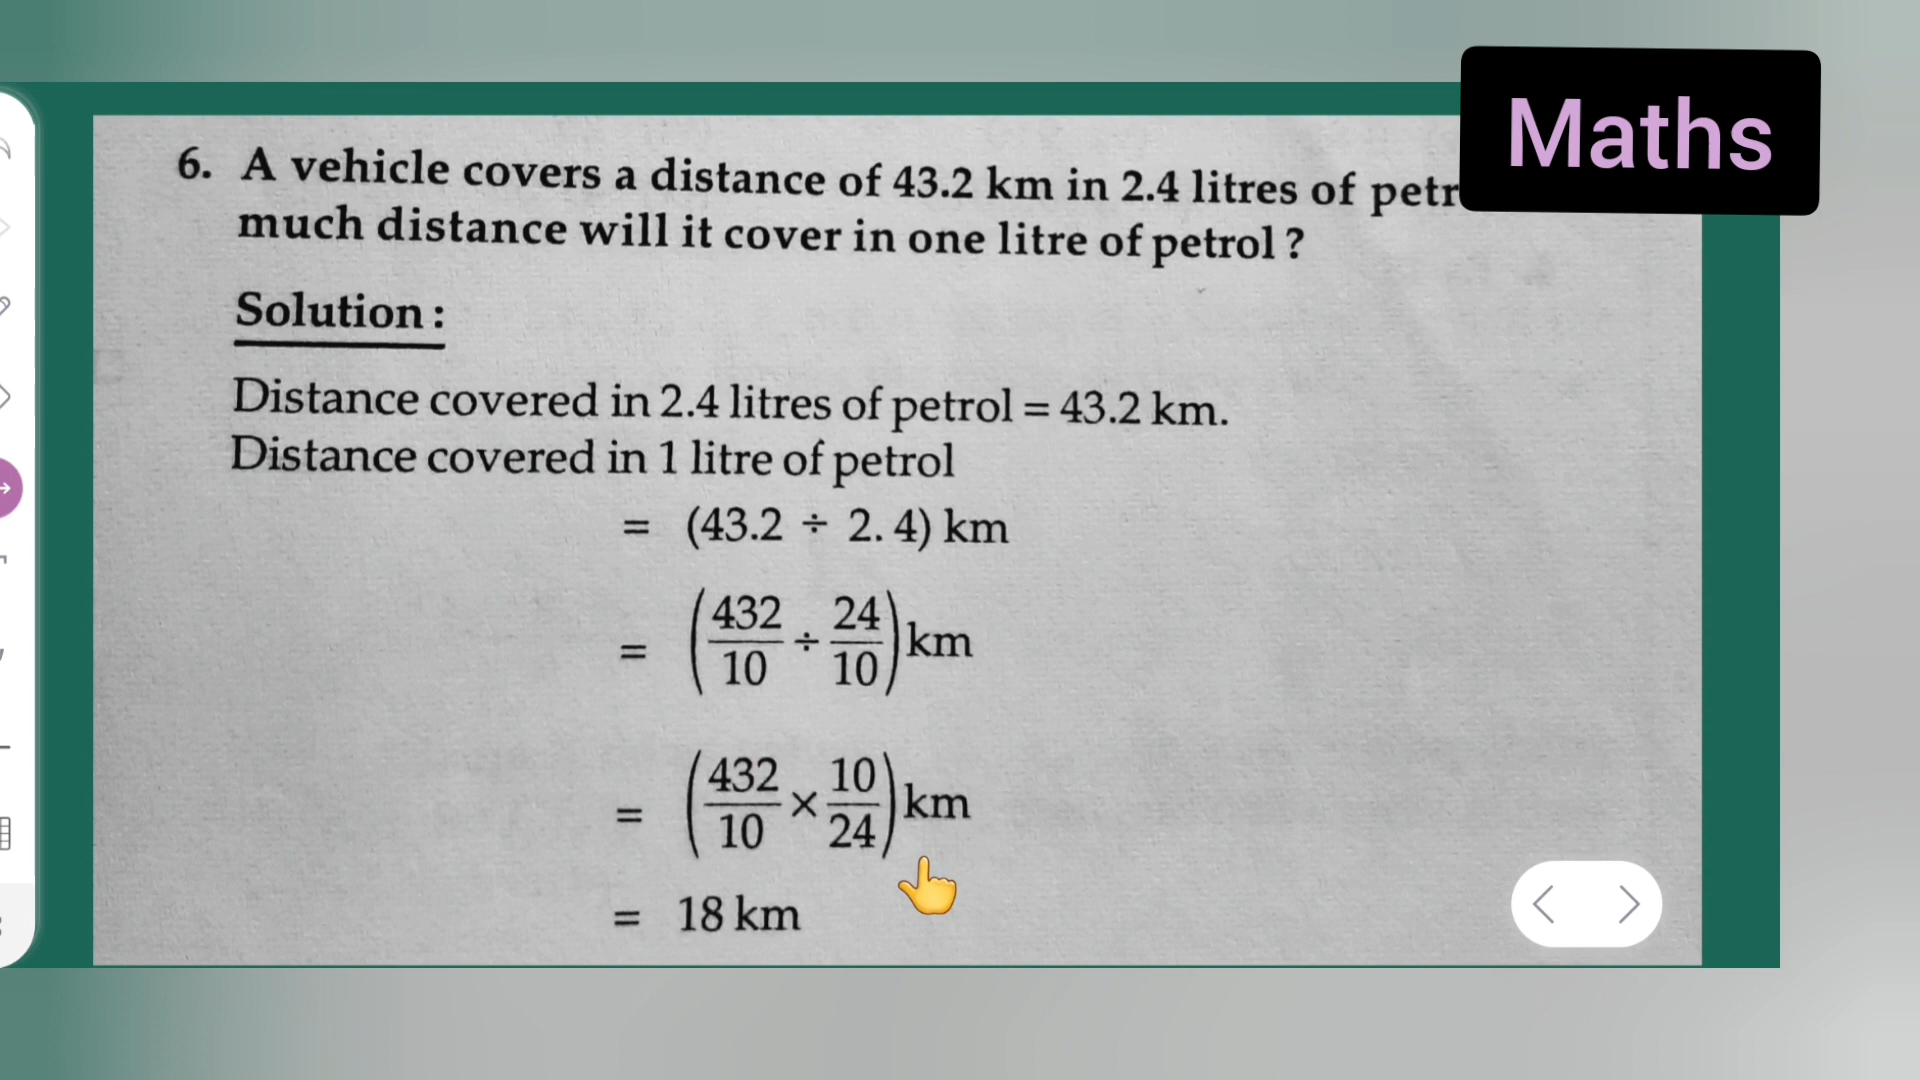 Maths
6. A vehicle covers a distance of 43.2 km in 2.4 litres of
much distance will it cover in one litre of petrol ?
Solution :
Distance covered in 2.4 litres of petrol = 43.2 km.
Distance covered in 1 litre of petrol
= (43.2 ÷ 2. 4) km
= (432/10 ÷ 24/10) km
= (432/10 × 10/24) km
= 18 km